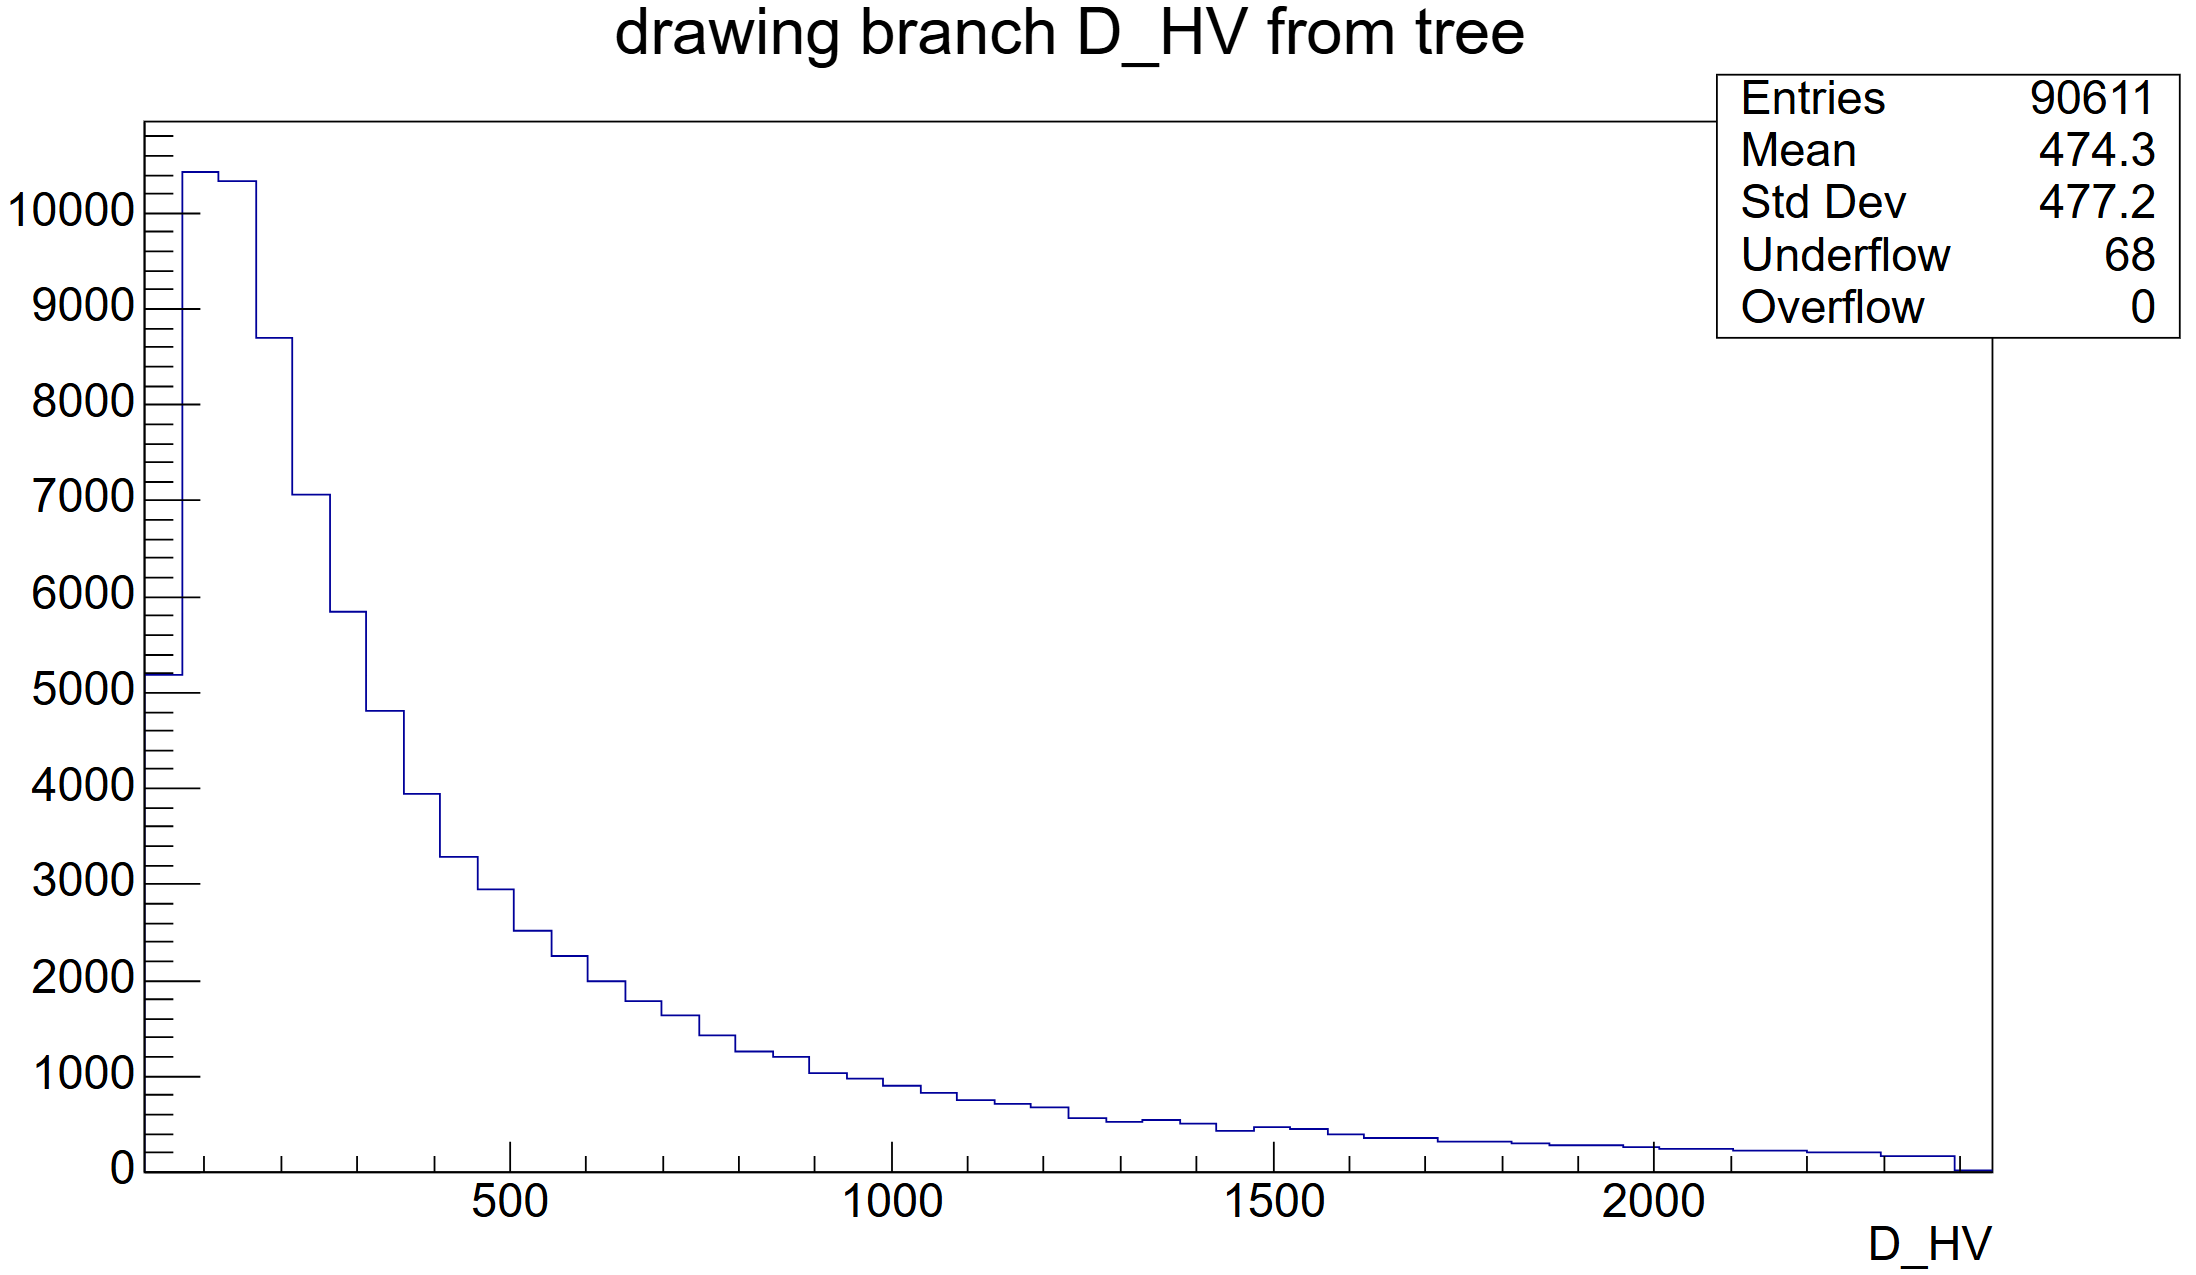 drawing branch D_HV from tree
Entries 90611
Mean 474.3
Std Dev 477.2
Underflow 68
Overflow 0
10000
9000
8000
7000
6000
5000
4000
3000
2000
1000
0
500 1000 1500 2000
D_HV